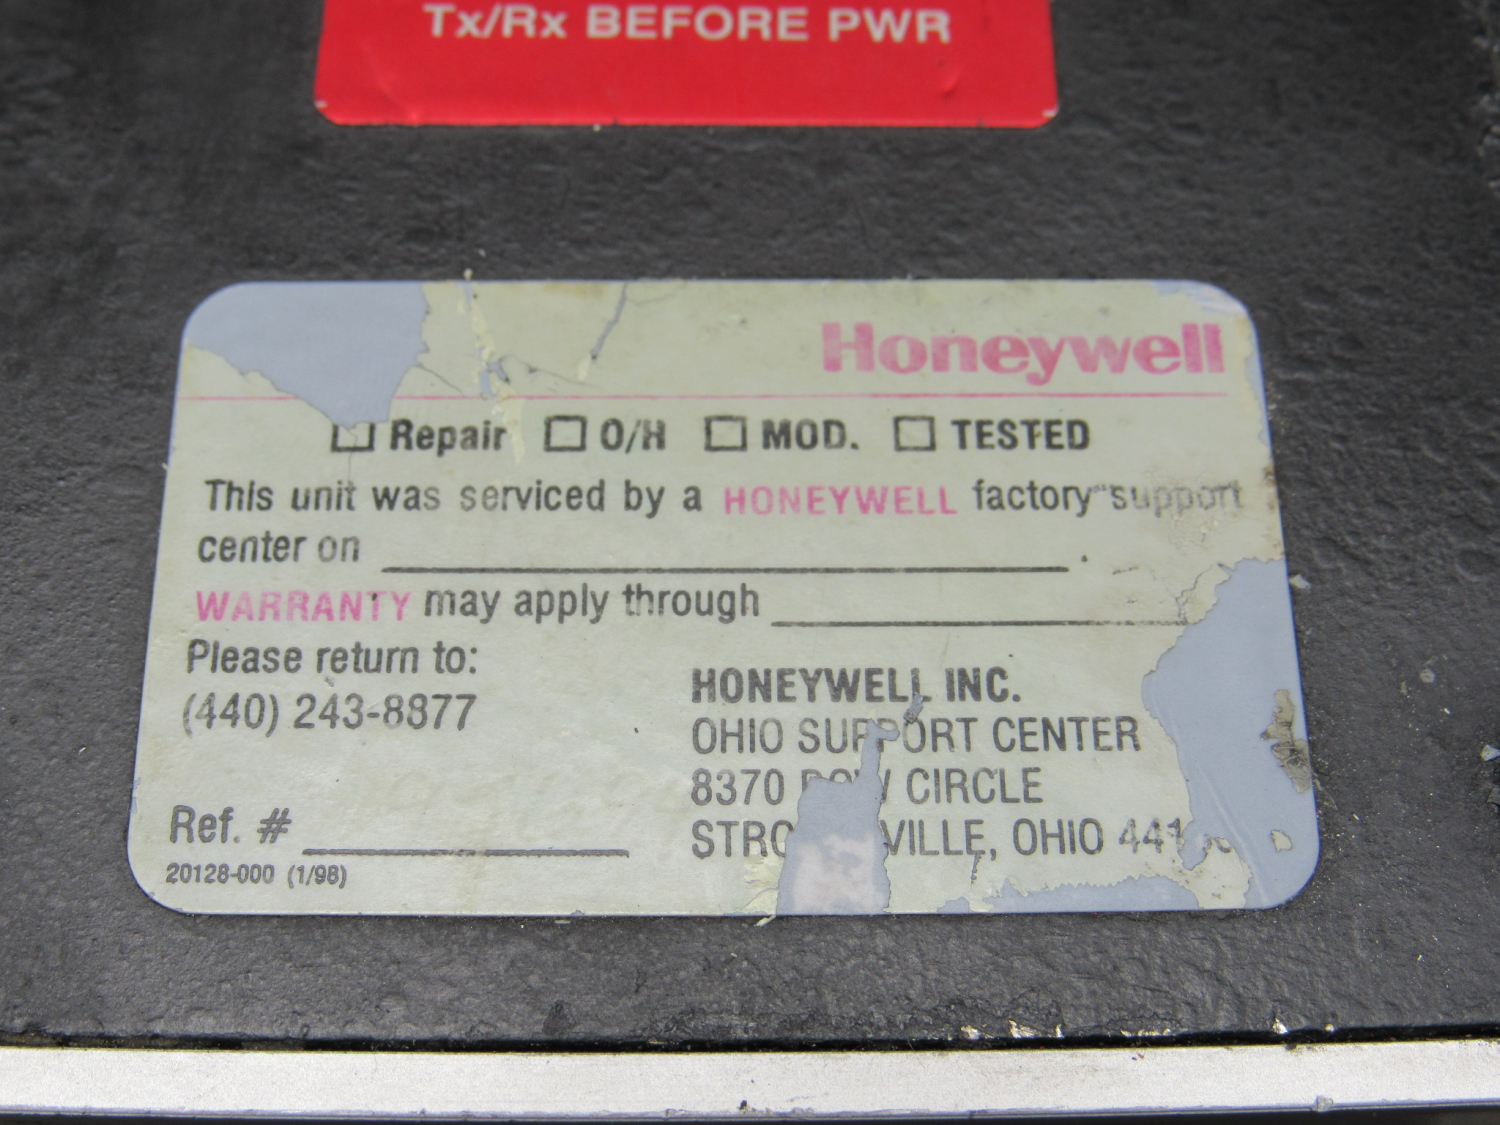 Tx/Rx BEFORE PWR
Honeywell
Repair O/H MOD. TESTED
This unit was serviced by a HONEYWELL factory support
center on .
WARRANTY may apply through
Please return to:
(440) 243-8877
HONEYWELL INC.
OHIO SUPPORT CENTER
8370 CIRCLE
OHIO
Ref. #
20128-000 (1/98)